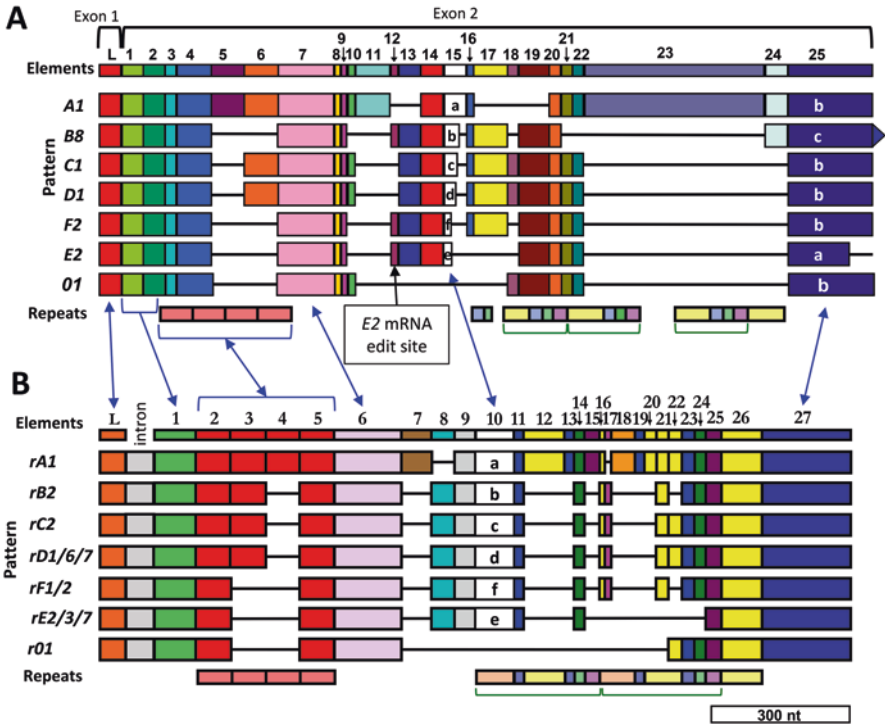 A
Exon 1 Exon 2
9 12 16 21
L 1 2 3 4 5 6 7 8 10 11 13 14 15 17 18 19 20 22 23 24 25
Elements
Pattern
A1 a b
B8 b c
C1 c b
D1 d b
F2 f b
E2 e a
01 b
Repeats
E2 mRNA
edit site
B
14 16 20 22 24
L intron 1 2 3 4 5 6 7 8 9 10 11 12 13 15 17 18 19 21 23 25 26 27
Elements
Pattern
rA1 a
rB2 b
rC2 c
rD1/6/7 d
rF1/2 f
rE2/3/7 e
r01
Repeats
300 nt